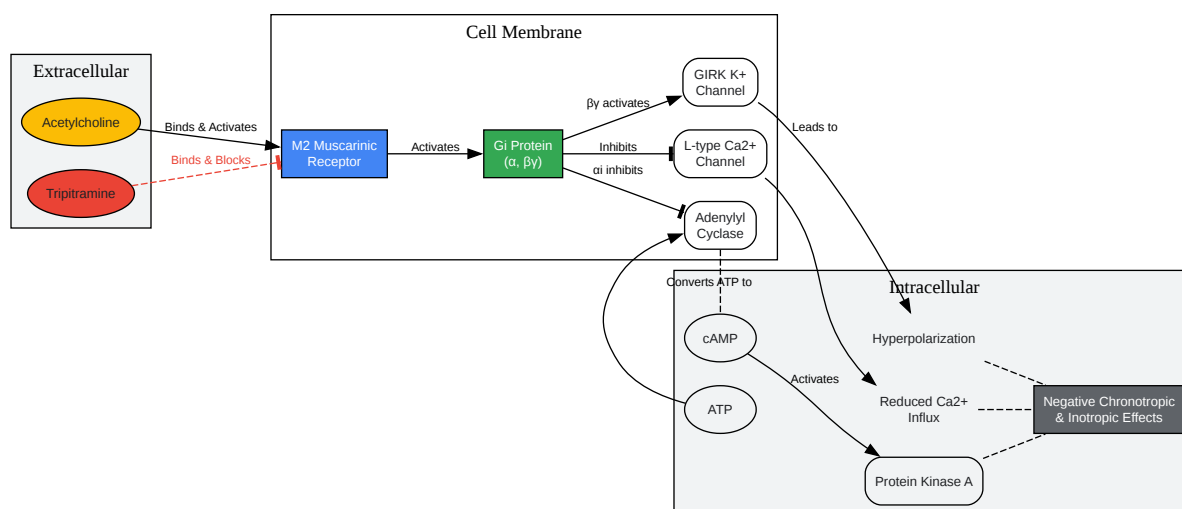 Cell Membrane
Extracellular
Acetylcholine
Tripitramine
Binds & Activates
Binds & Blocks
M2 Muscarinic
Receptor
Activates
Gi Protein
(α, βγ)
βγ activates
Inhibits
αi inhibits
GIRK K+
Channel
L-type Ca2+
Channel
Adenylyl
Cyclase
Leads to
Converts ATP to
Intracellular
cAMP
ATP
Activates
Hyperpolarization
Reduced Ca2+
Influx
Protein Kinase A
Negative Chronotropic
& Inotropic Effects